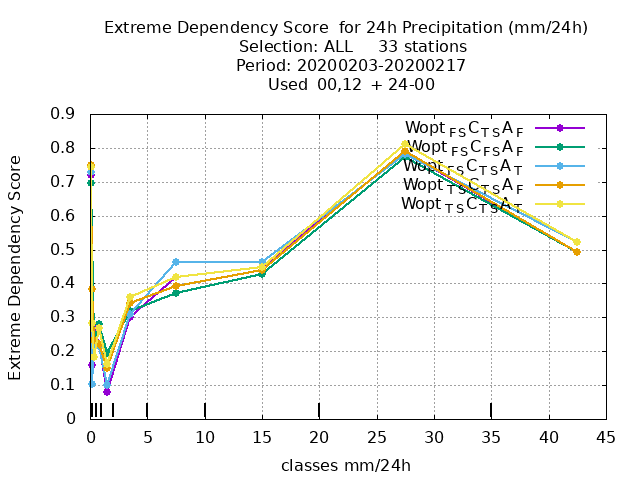 Extreme Dependency Score  for 24h Precipitation (mm/24h)
Selection: ALL     33 stations
Period: 20200203-20200217
Used  00,12  + 24-00
Extreme Dependency Score
0.9
0.8
0.7
0.6
0.5
0.4
0.3
0.2
0.1
0
Wopt FS C TS A F
Wopt FS C FS A F
Wopt FS C TS A T
Wopt TS C TS A F
Wopt TS C TS A T
0 5 10 15 20 25 30 35 40 45
classes mm/24h